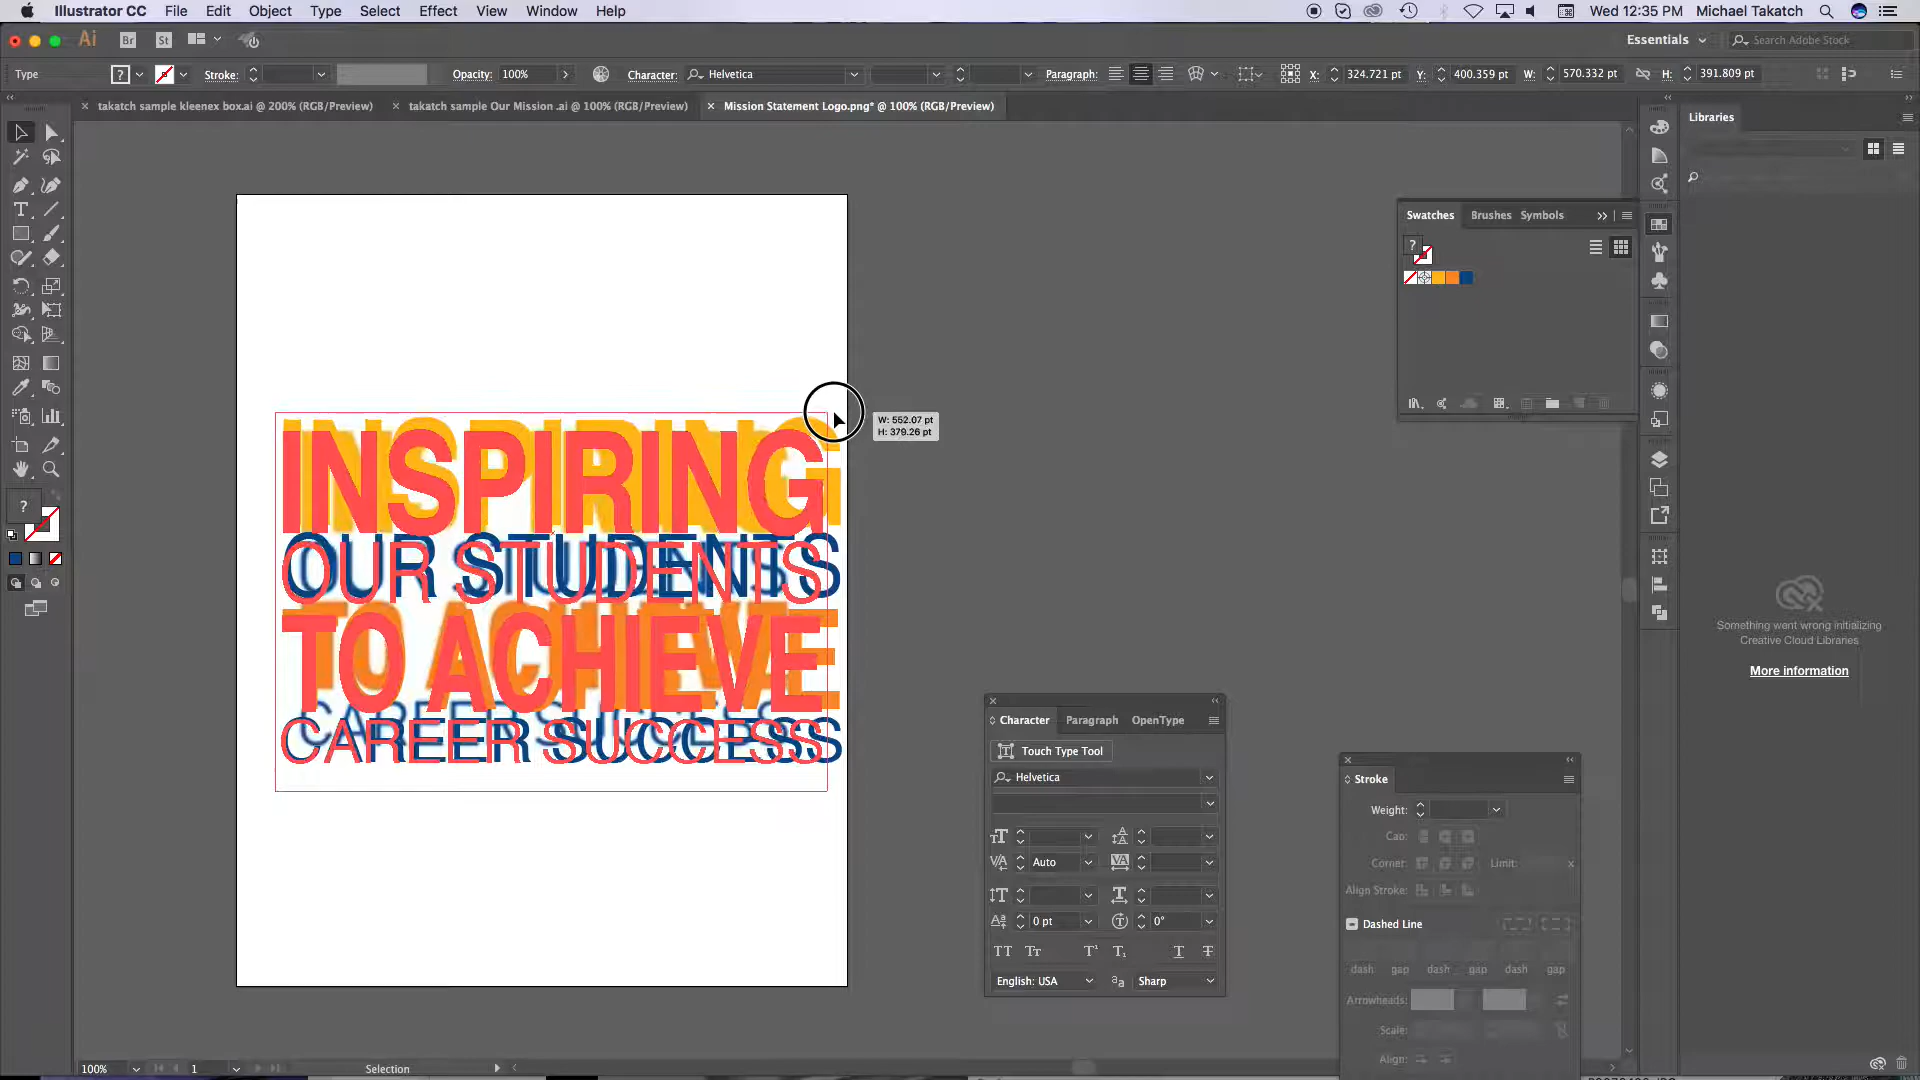 Illustrator CC File Edit Object Type Select Effect View Window Help Wed 12:35 PM Michael Takatch
Ai Br St Essentials Search Adobe Stock
Type ? Stroke: Opacity: 100% Character: Helvetica Paragraph: X: 324.721 pt Y: 400.359 pt W: 570.332 pt H: 391.809 pt
takatch sample kleenex box.ai @ 200% (RGB/Preview) takatch sample Our Mission .ai @ 100% (RGB/Preview) Mission Statement Logo.png* @ 100% (RGB/Preview)
Libraries
Swatches Brushes Symbols
?
W: 552.07 pt
H: 379.26 pt
INSPIRING
OUR STUDENTS
TO ACHIEVE
CAREER SUCCESS
?
Something went wrong initializing
Creative Cloud Libraries
More information
Character Paragraph OpenType
Touch Type Tool
Helvetica
Auto
0 pt 0°
English: USA Sharp
Stroke
Weight:
Cap:
Corner: Limit: x
Align Stroke:
Dashed Line
dash gap dash gap dash gap
Arrowheads:
Scale:
Align:
100% 1 Selection